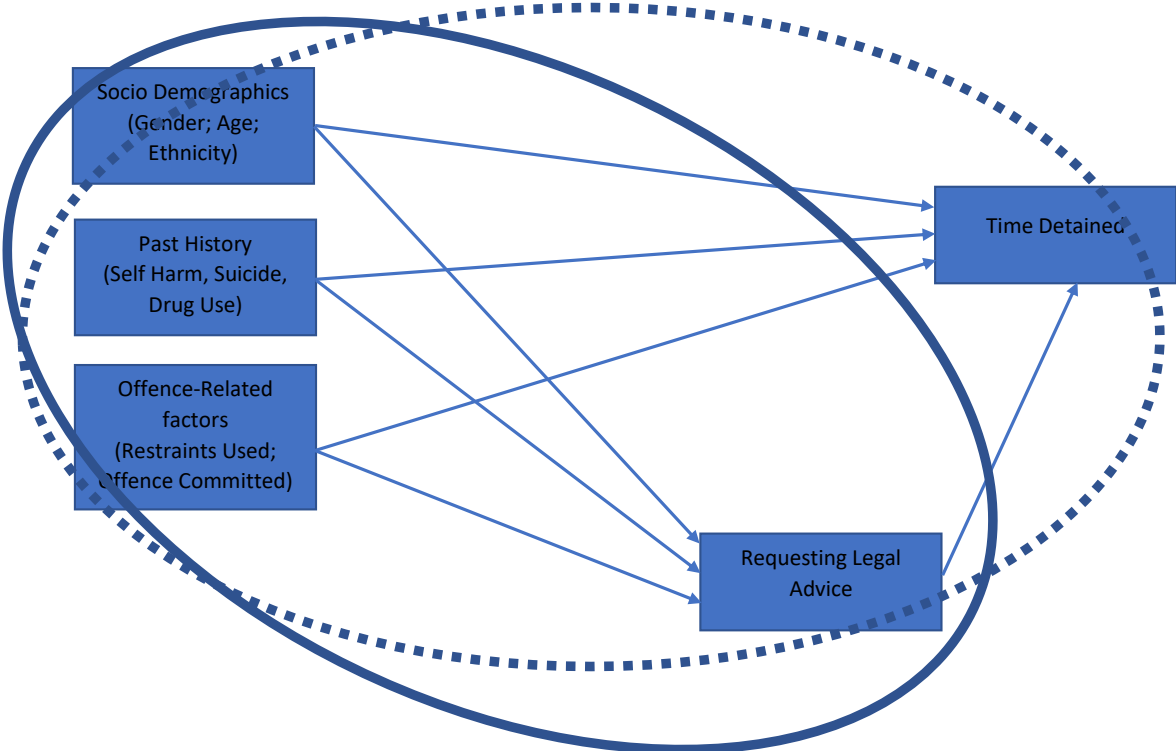 Socio Demographics
(Gender; Age;
Ethnicity)
Past History
(Self Harm, Suicide,
Drug Use)
Offence-Related
factors
(Restraints Used;
Offence Committed)
Time Detained
Requesting Legal
Advice